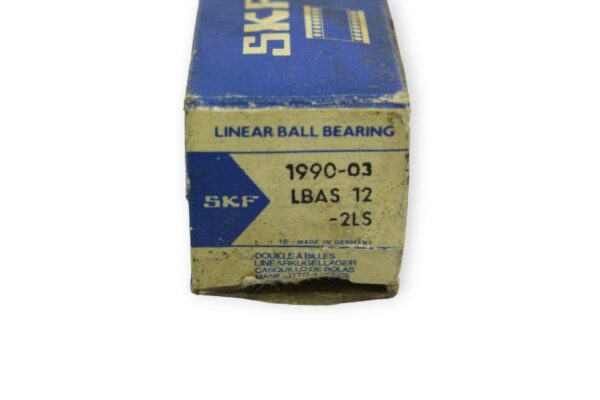 SKF
LINEAR BALL BEARING
1990-03
LBAS 12
-2LS
SKF
18 - MADE IN GERMANY
DOUILLE À BILLES
LINEARKUGELLAGER
CASQUILLO DE BOLAS